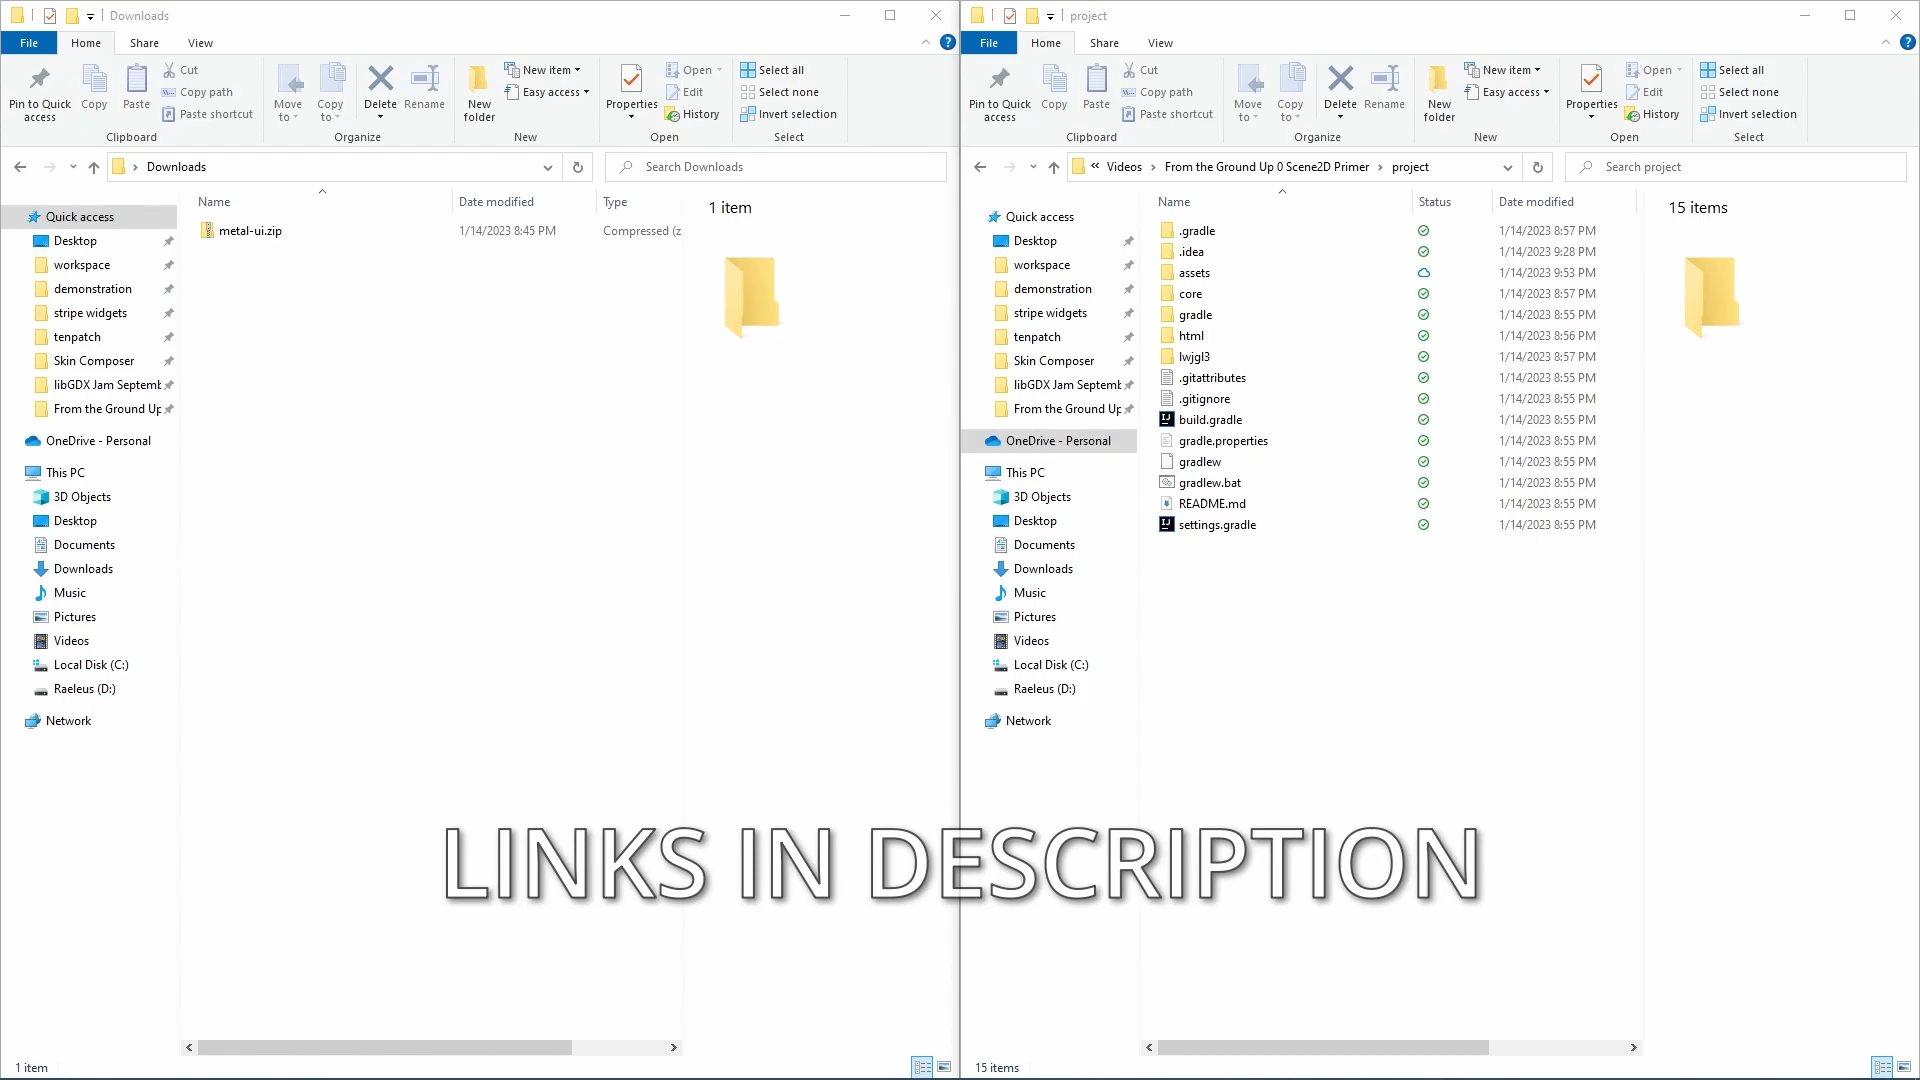 Downloads
File Home Share View
Pin to Quick access
Copy
Paste
Cut
Copy path
Paste shortcut
Clipboard
Move to
Copy to
Delete
Rename
Organize
New folder
New item
Easy access
New
Properties
Open
Edit
History
Open
Select all
Select none
Invert selection
Select
Downloads
Search Downloads
Quick access
Desktop
workspace
demonstration
stripe widgets
tenpatch
Skin Composer
libGDX Jam Septemb
From the Ground Up
OneDrive - Personal
This PC
3D Objects
Desktop
Documents
Downloads
Music
Pictures
Videos
Local Disk (C:)
Raeleus (D:)
Network
Name Date modified Type
metal-ui.zip 1/14/2023 8:45 PM Compressed (z
1 item
1 item
project
File Home Share View
Pin to Quick access
Copy
Paste
Cut
Copy path
Paste shortcut
Clipboard
Move to
Copy to
Delete
Rename
Organize
New folder
New item
Easy access
New
Properties
Open
Edit
History
Open
Select all
Select none
Invert selection
Select
« Videos › From the Ground Up 0 Scene2D Primer › project
Search project
Quick access
Desktop
workspace
demonstration
stripe widgets
tenpatch
Skin Composer
libGDX Jam Septemb
From the Ground Up
OneDrive - Personal
This PC
3D Objects
Desktop
Documents
Downloads
Music
Pictures
Videos
Local Disk (C:)
Raeleus (D:)
Network
Name Status Date modified
.gradle 1/14/2023 8:57 PM
.idea 1/14/2023 9:28 PM
assets 1/14/2023 9:53 PM
core 1/14/2023 8:57 PM
gradle 1/14/2023 8:55 PM
html 1/14/2023 8:56 PM
lwjgl3 1/14/2023 8:57 PM
.gitattributes 1/14/2023 8:55 PM
.gitignore 1/14/2023 8:55 PM
build.gradle 1/14/2023 8:55 PM
gradle.properties 1/14/2023 8:55 PM
gradlew 1/14/2023 8:55 PM
gradlew.bat 1/14/2023 8:55 PM
README.md 1/14/2023 8:55 PM
settings.gradle 1/14/2023 8:55 PM
15 items
15 items
LINKS IN DESCRIPTION